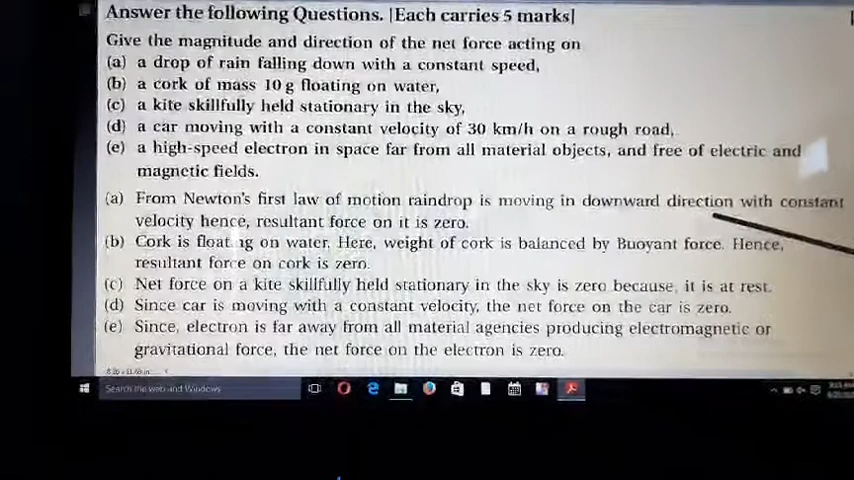 Answer the following Questions. [Each carries 5 marks]
Give the magnitude and direction of the net force acting on
(a) a drop of rain falling down with a constant speed,
(b) a cork of mass 10 g floating on water,
(c) a kite skillfully held stationary in the sky,
(d) a car moving with a constant velocity of 30 km/h on a rough road,
(e) a high-speed electron in space far from all material objects, and free of electric and
magnetic fields.
(a) From Newton's first law of motion raindrop is moving in downward direction with constant
velocity hence, resultant force on it is zero.
(b) Cork is floating on water. Here, weight of cork is balanced by Buoyant force. Hence,
resultant force on cork is zero.
(c) Net force on a kite skillfully held stationary in the sky is zero because, it is at rest.
(d) Since car is moving with a constant velocity, the net force on the car is zero.
(e) Since, electron is far away from all material agencies producing electromagnetic or
gravitational force, the net force on the electron is zero.
Search the web and Windows